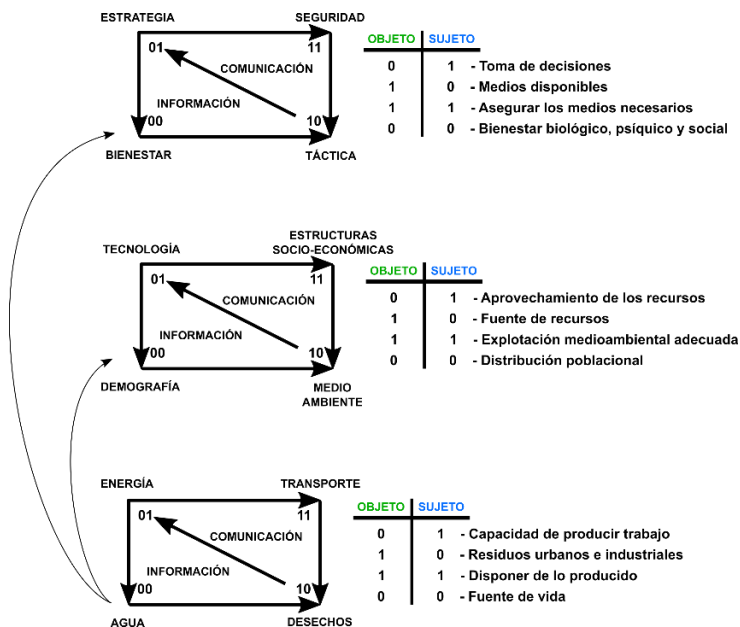 ESTRATEGIA SEGURIDAD
01 11
COMUNICACIÓN
INFORMACIÓN
00 10
BIENESTAR TÁCTICA
OBJETO SUJETO
0 1 - Toma de decisiones
1 0 - Medios disponibles
1 1 - Asegurar los medios necesarios
0 0 - Bienestar biológico, psíquico y social
TECNOLOGÍA
ESTRUCTURAS
SOCIO-ECONÓMICAS
01 11
COMUNICACIÓN
INFORMACIÓN
00 10
DEMOGRAFÍA
MEDIO
AMBIENTE
OBJETO SUJETO
0 1 - Aprovechamiento de los recursos
1 0 - Fuente de recursos
1 1 - Explotación medioambiental adecuada
0 0 - Distribución poblacional
ENERGÍA TRANSPORTE
01 11
COMUNICACIÓN
INFORMACIÓN
00 10
AGUA DESECHOS
OBJETO SUJETO
0 1 - Capacidad de producir trabajo
1 0 - Residuos urbanos e industriales
1 1 - Disponer de lo producido
0 0 - Fuente de vida